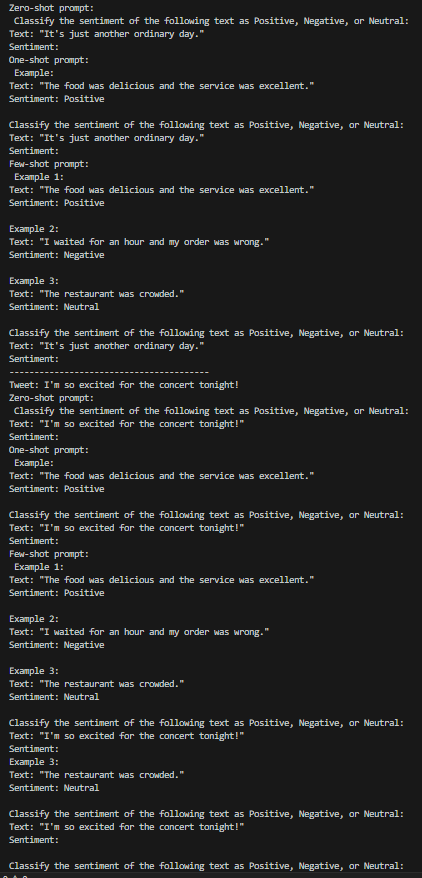 Zero-shot prompt:
Classify the sentiment of the following text as Positive, Negative, or Neutral:
Text: "It's just another ordinary day."
Sentiment:
One-shot prompt:
Example:
Text: "The food was delicious and the service was excellent."
Sentiment: Positive
Classify the sentiment of the following text as Positive, Negative, or Neutral:
Text: "It's just another ordinary day."
Sentiment:
Few-shot prompt:
Example 1:
Text: "The food was delicious and the service was excellent."
Sentiment: Positive
Example 2:
Text: "I waited for an hour and my order was wrong."
Sentiment: Negative
Example 3:
Text: "The restaurant was crowded."
Sentiment: Neutral
Classify the sentiment of the following text as Positive, Negative, or Neutral:
Text: "It's just another ordinary day."
Sentiment:
----------------------------------------
Tweet: I'm so excited for the concert tonight!
Zero-shot prompt:
Classify the sentiment of the following text as Positive, Negative, or Neutral:
Text: "I'm so excited for the concert tonight!"
Sentiment:
One-shot prompt:
Example:
Text: "The food was delicious and the service was excellent."
Sentiment: Positive
Classify the sentiment of the following text as Positive, Negative, or Neutral:
Text: "I'm so excited for the concert tonight!"
Sentiment:
Few-shot prompt:
Example 1:
Text: "The food was delicious and the service was excellent."
Sentiment: Positive
Example 2:
Text: "I waited for an hour and my order was wrong."
Sentiment: Negative
Example 3:
Text: "The restaurant was crowded."
Sentiment: Neutral
Classify the sentiment of the following text as Positive, Negative, or Neutral:
Text: "I'm so excited for the concert tonight!"
Sentiment:
Example 3:
Text: "The restaurant was crowded."
Sentiment: Neutral
Classify the sentiment of the following text as Positive, Negative, or Neutral:
Text: "I'm so excited for the concert tonight!"
Sentiment:
Classify the sentiment of the following text as Positive, Negative, or Neutral: